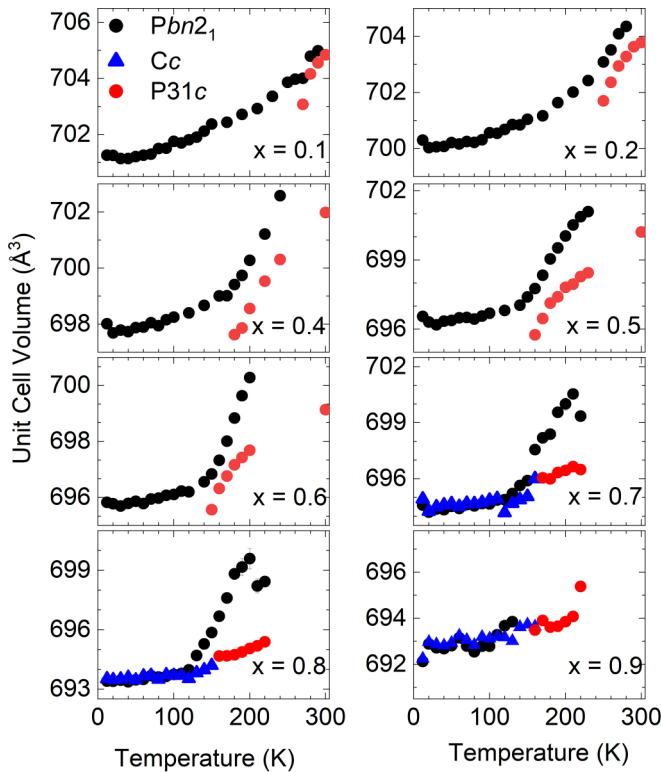 706
704
702
700
Pbn2₁
Cc
P31c
x = 0.1
704
702
700
x = 0.2
702
700
698
x = 0.4
702
699
696
x = 0.5
700
698
696
x = 0.6
702
699
696
x = 0.7
699
696
693
x = 0.8
696
694
692
x = 0.9
0 100 200 300
0 100 200 300
Temperature (K)
Temperature (K)
Unit Cell Volume (Å³)